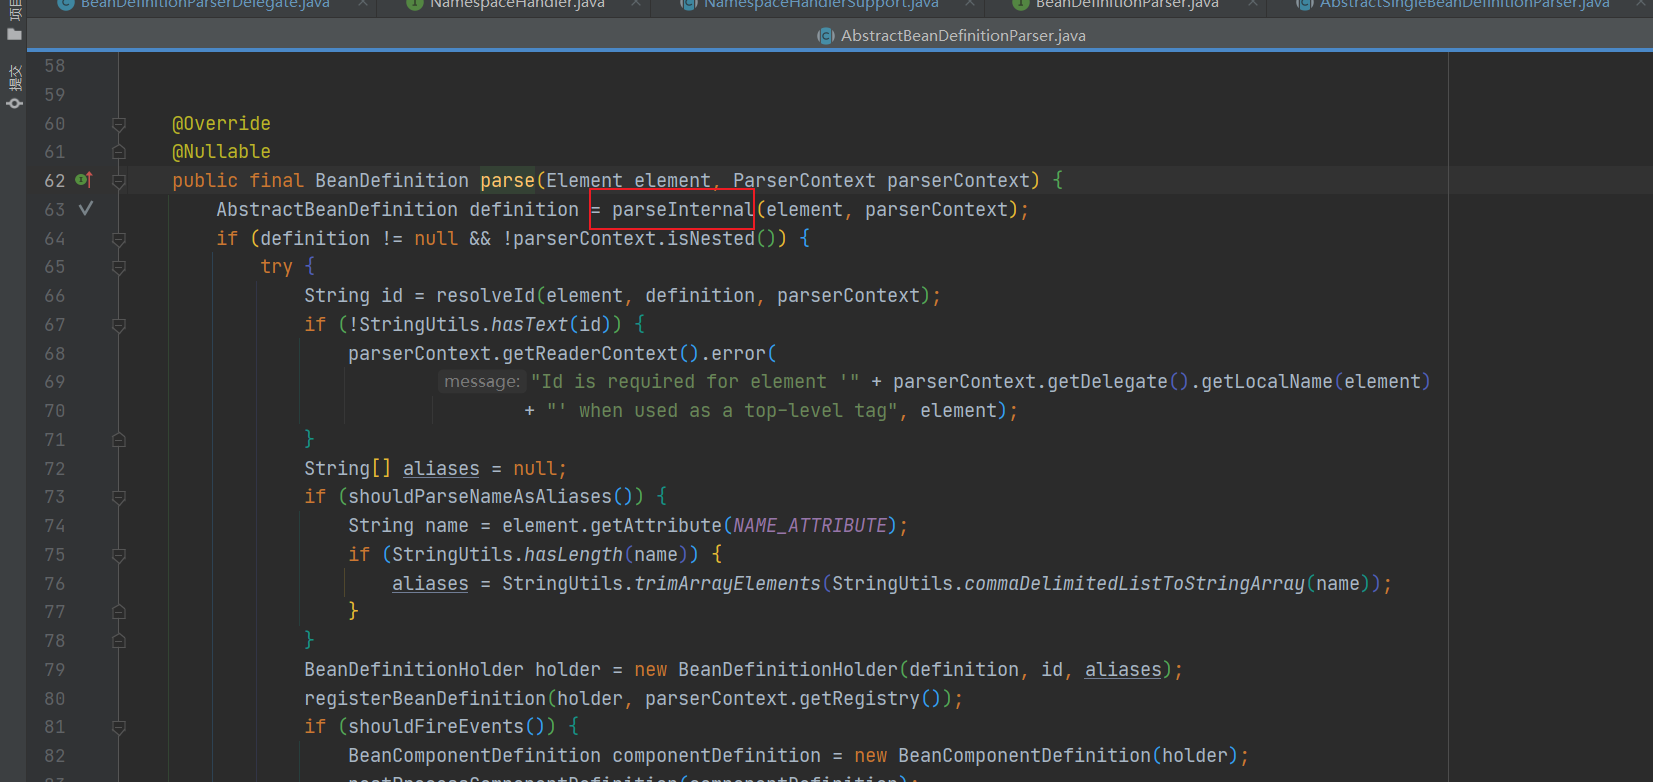 BeanDefinitionParserDelegate.java
NamespaceHandler.java
NamespaceHandlerSupport.java
BeanDefinitionParser.java
AbstractSingleBeanDefinitionParser.java
项目
AbstractBeanDefinitionParser.java
提交
58
59
60 @Override
61 @Nullable
62 public final BeanDefinition parse(Element element, ParserContext parserContext) {
63 AbstractBeanDefinition definition = parseInternal(element, parserContext);
64 if (definition != null && !parserContext.isNested()) {
65 try {
66 String id = resolveId(element, definition, parserContext);
67 if (!StringUtils.hasText(id)) {
68 parserContext.getReaderContext().error(
69 message: "Id is required for element '" + parserContext.getDelegate().getLocalName(element)
70 + "' when used as a top-level tag", element);
71 }
72 String[] aliases = null;
73 if (shouldParseNameAsAliases()) {
74 String name = element.getAttribute(NAME_ATTRIBUTE);
75 if (StringUtils.hasLength(name)) {
76 aliases = StringUtils.trimArrayElements(StringUtils.commaDelimitedListToStringArray(name));
77 }
78 }
79 BeanDefinitionHolder holder = new BeanDefinitionHolder(definition, id, aliases);
80 registerBeanDefinition(holder, parserContext.getRegistry());
81 if (shouldFireEvents()) {
82 BeanComponentDefinition componentDefinition = new BeanComponentDefinition(holder);
83 postProcessComponentDefinition(componentDefinition);